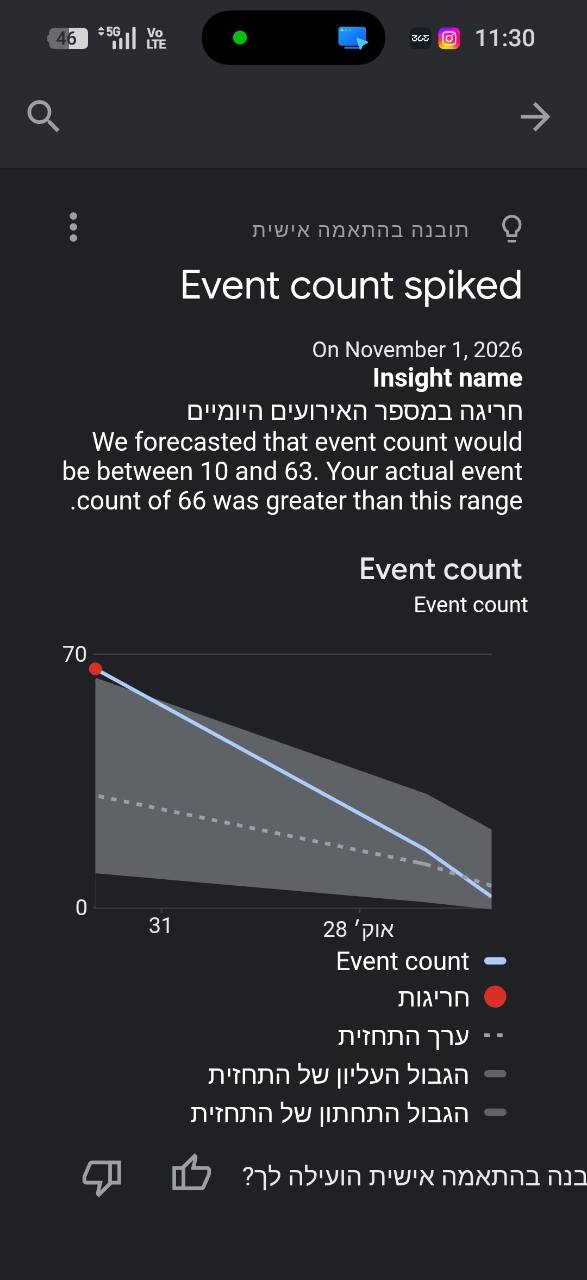 46
5G
Vo
LTE
365
11:30
תובנה בהתאמה אישית
Event count spiked
On November 1, 2026
Insight name
חריגה במספר האירועים היומיים
We forecasted that event count would
be between 10 and 63. Your actual event
count of 66 was greater than this range.
Event count
Event count
70
0
31
28 אוק׳
Event count
חריגות
ערך התחזית
הגבול העליון של התחזית
הגבול התחתון של התחזית
בנה בהתאמה אישית הועילה לך?